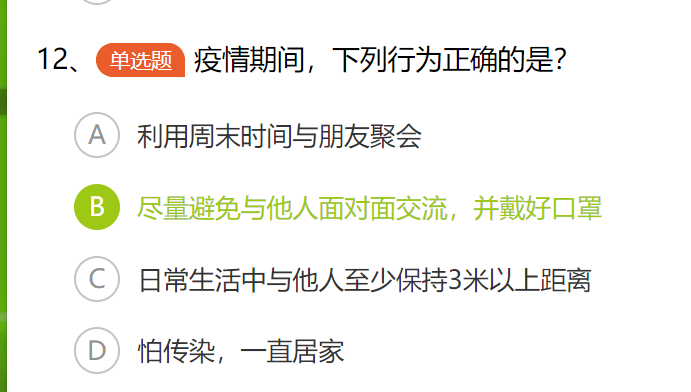 12、 单选题 疫情期间，下列行为正确的是？
A 利用周末时间与朋友聚会
B 尽量避免与他人面对面交流，并戴好口罩
C 日常生活中与他人至少保持3米以上距离
D 怕传染，一直居家